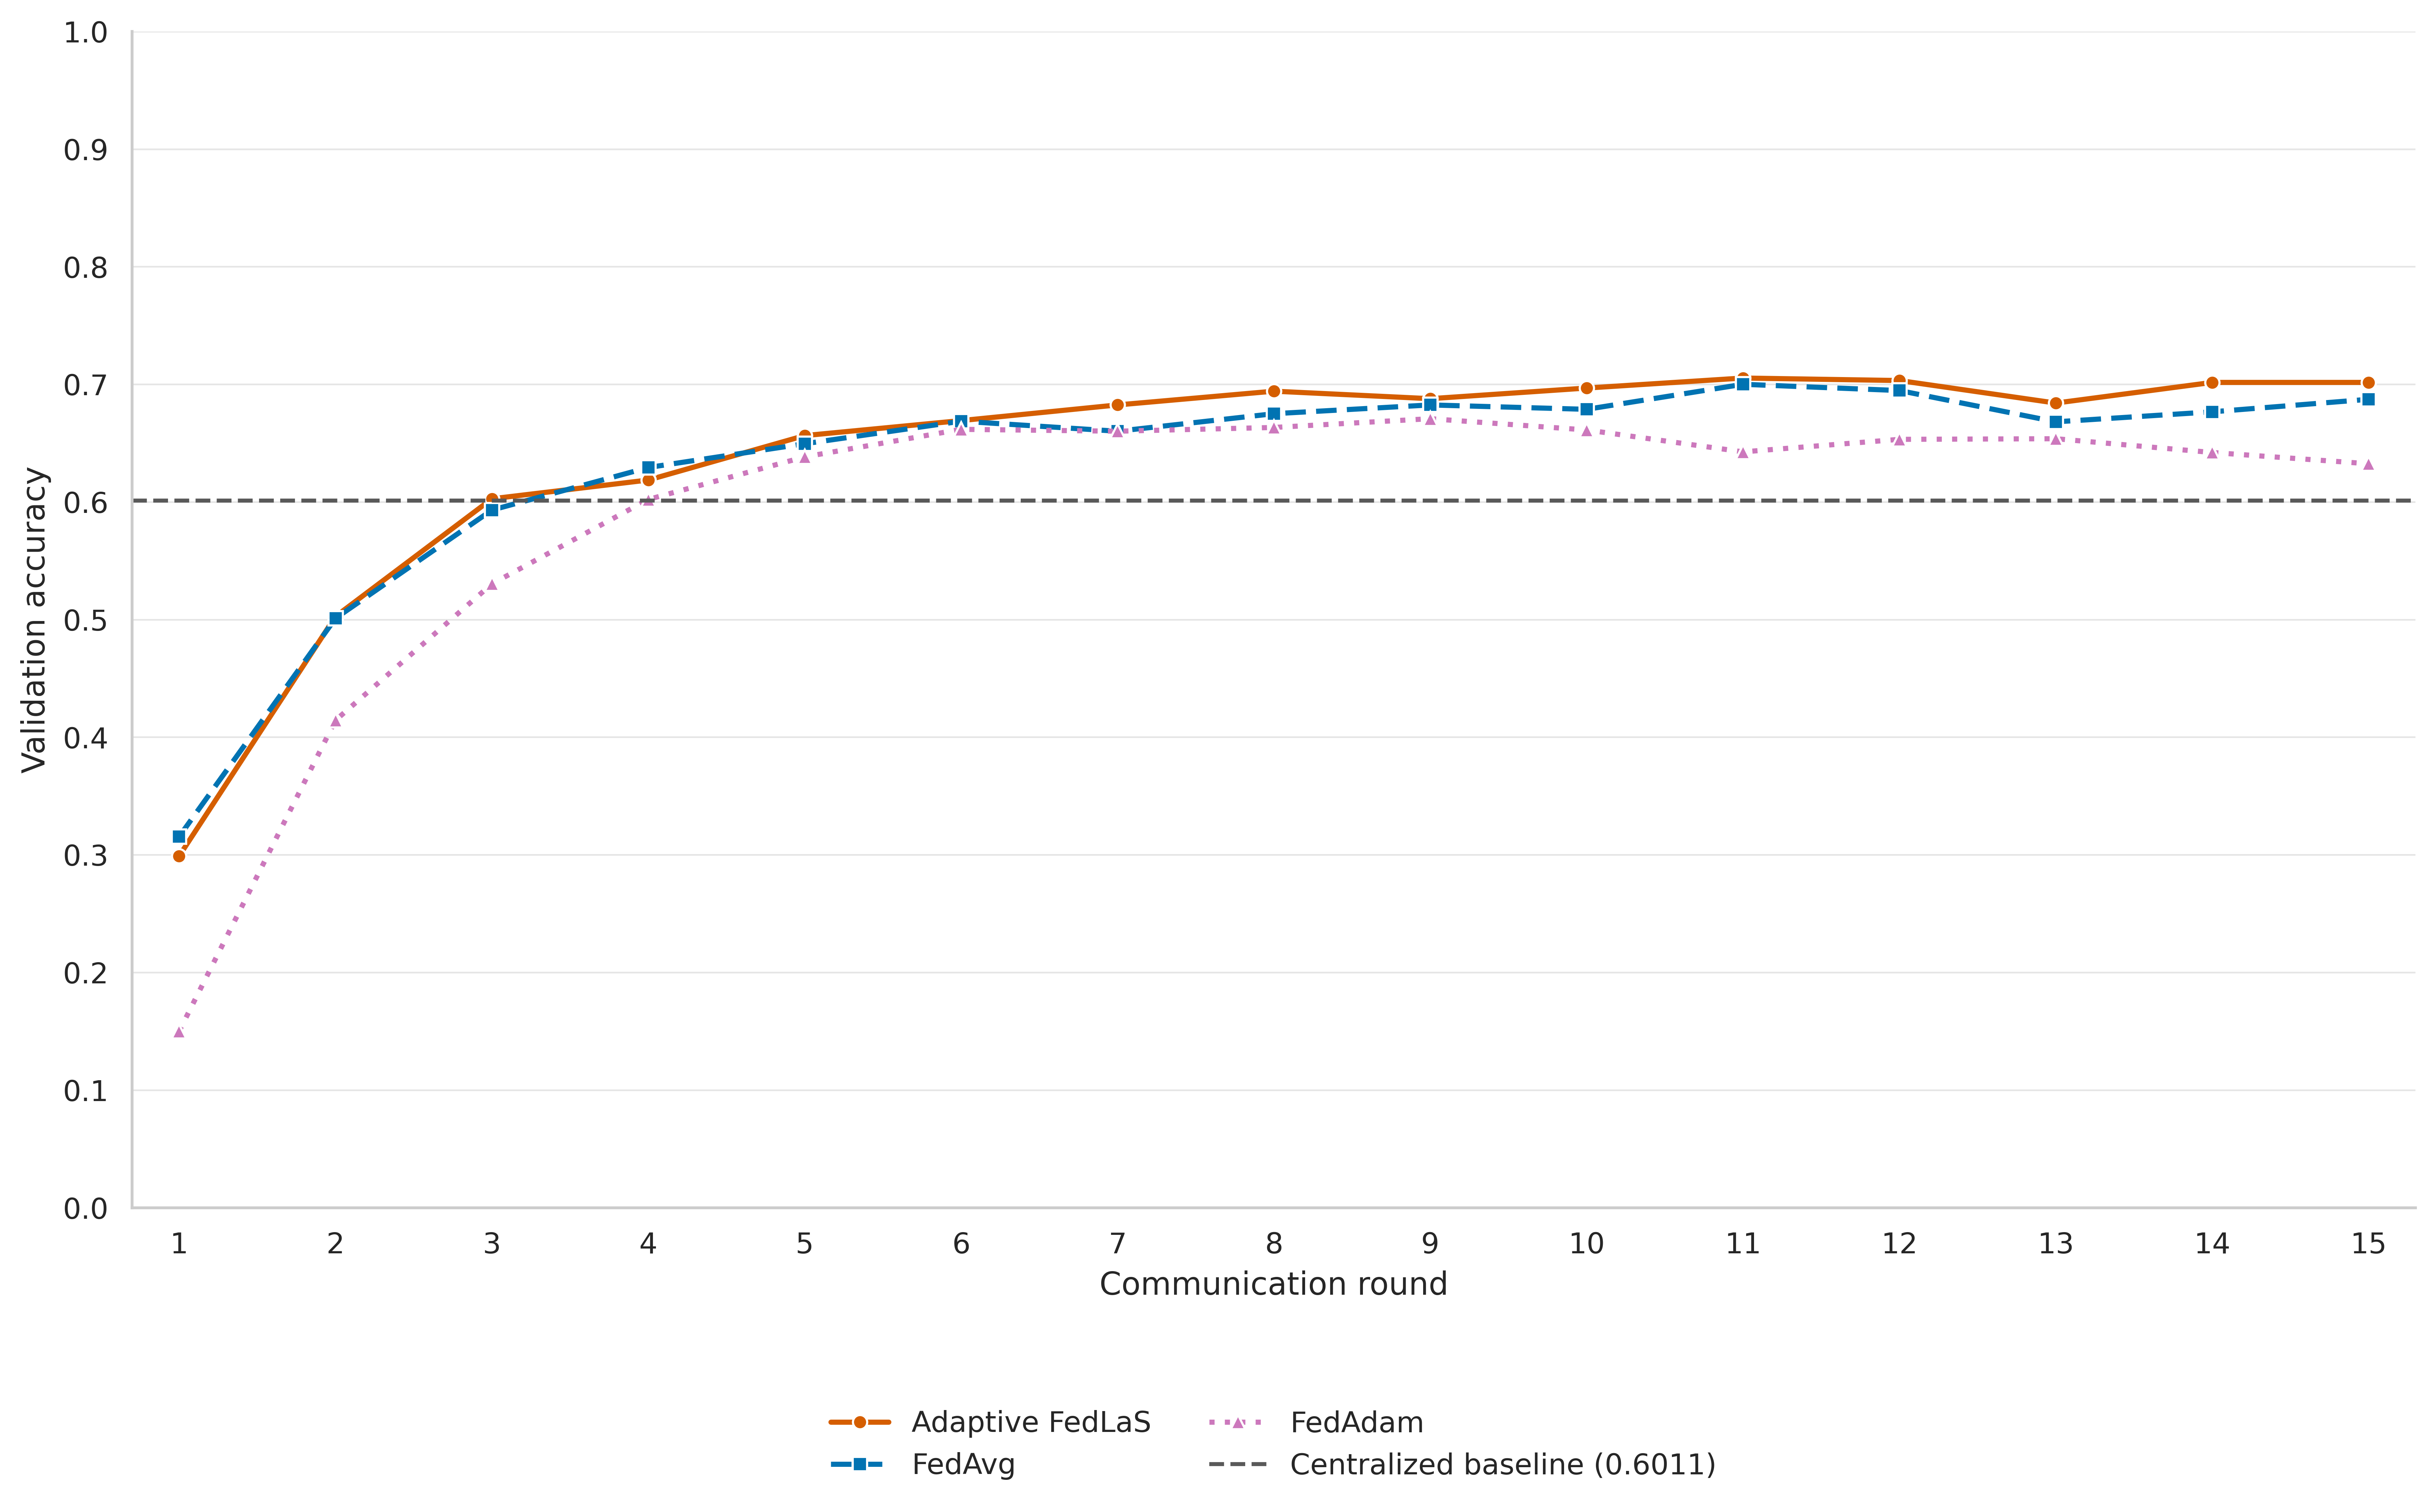 1.0
0.9
0.8
0.7
0.6
0.5
0.4
0.3
0.2
0.1
0.0
Validation accuracy
1 2 3 4 5 6 7 8 9 10 11 12 13 14 15
Communication round
Adaptive FedLaS
FedAvg
FedAdam
Centralized baseline (0.6011)